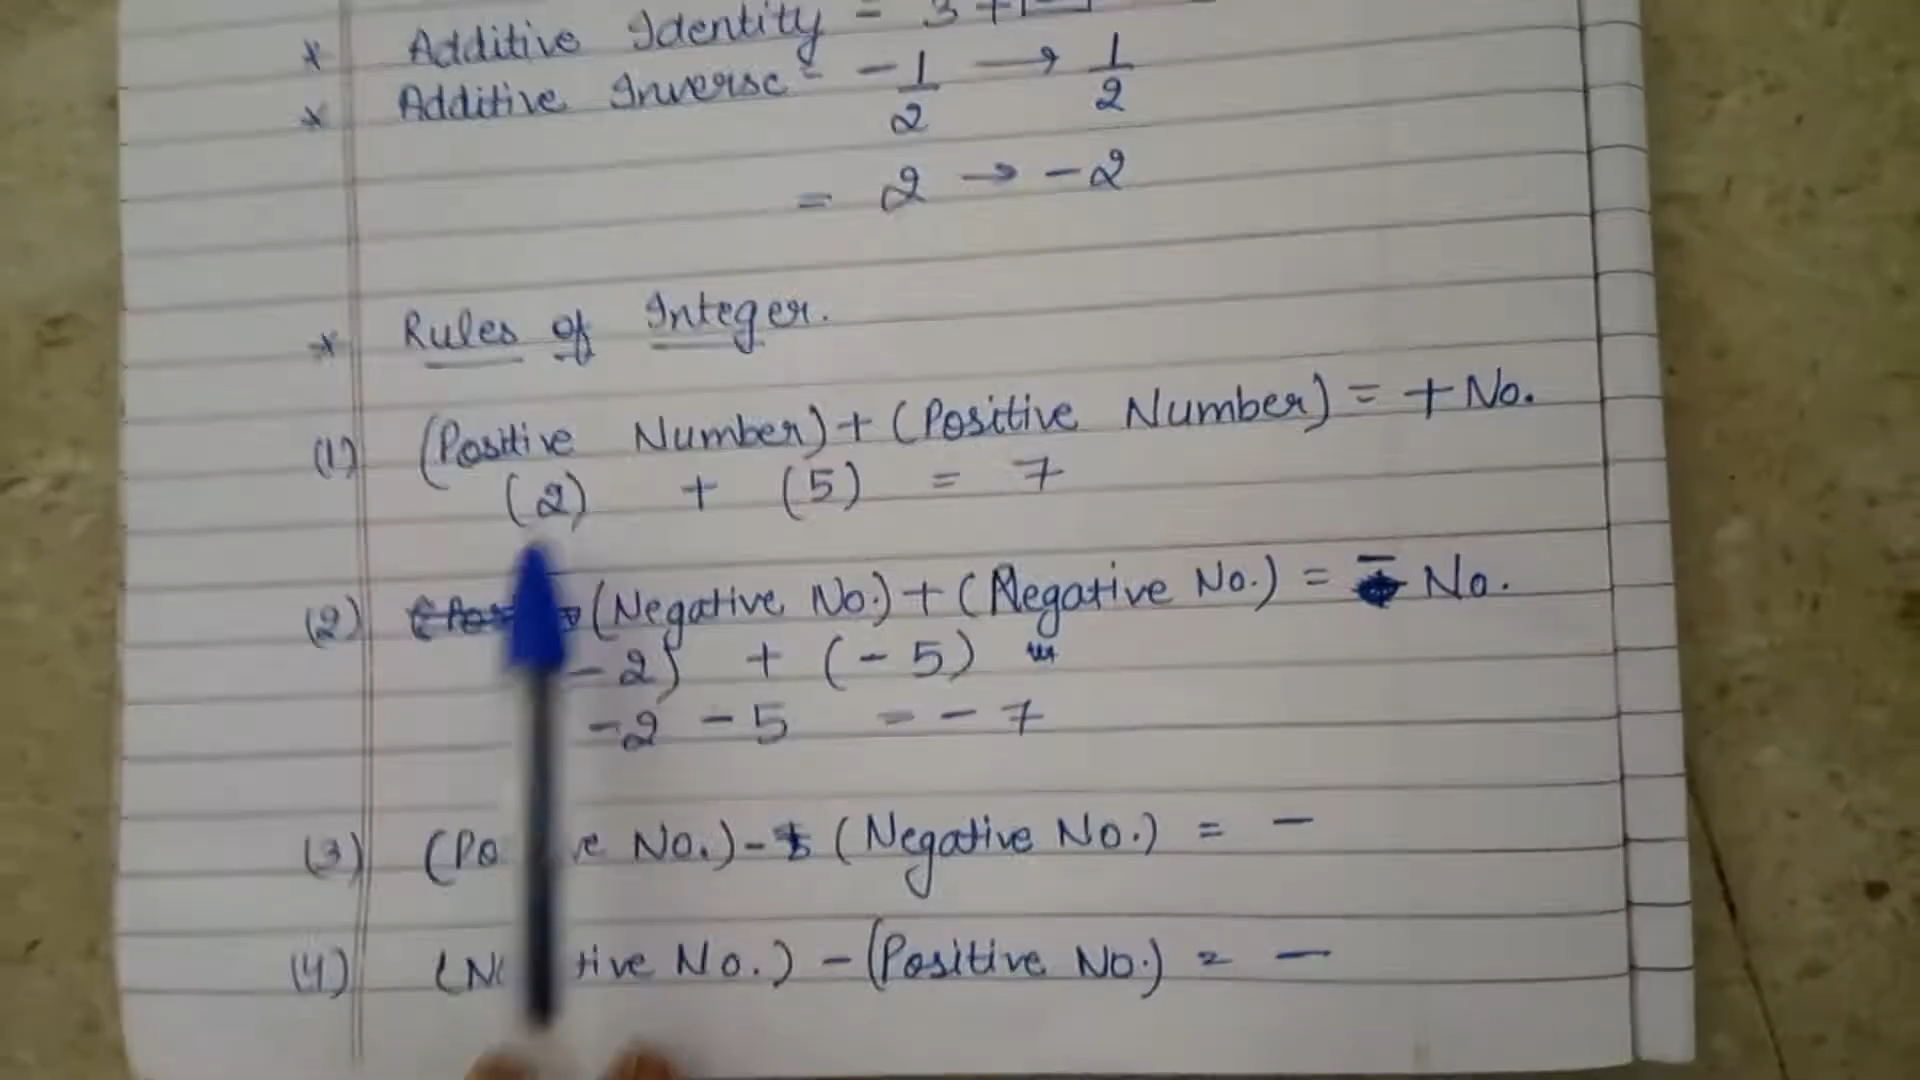 * Additive Identity = 3 +
* Additive Inverse = -1/2 → 1/2
= 2 → -2
* Rules of Integer.
(1) (Positive Number) + (Positive Number) = + No.
(2) + (5) = 7
(2) (Negative No.) + (Negative No.) = - No.
-2) + (-5)
-2 -5 = -7
(3) (Po ve No.) - (Negative No.) = -
(4) (N tive No.) - (Positive No.) = -